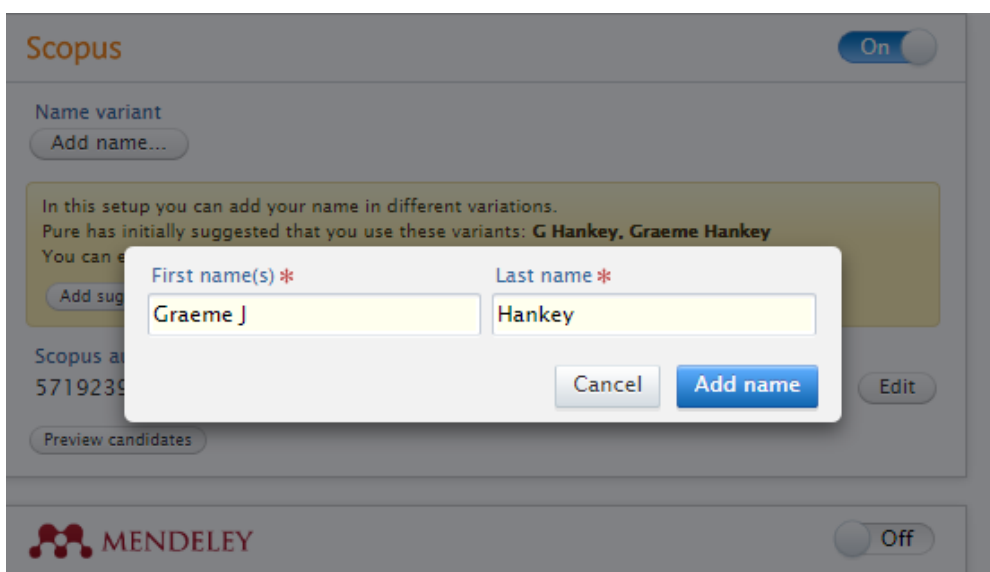 Scopus
On
Name variant
Add name...
In this setup you can add your name in different variations.
Pure has initially suggested that you use these variants: G Hankey, Graeme Hankey
You can e
Add sug
First name(s) *
Last name *
Graeme J
Hankey
Cancel
Add name
Scopus au
5719239
Edit
Preview candidates
MENDELEY
Off